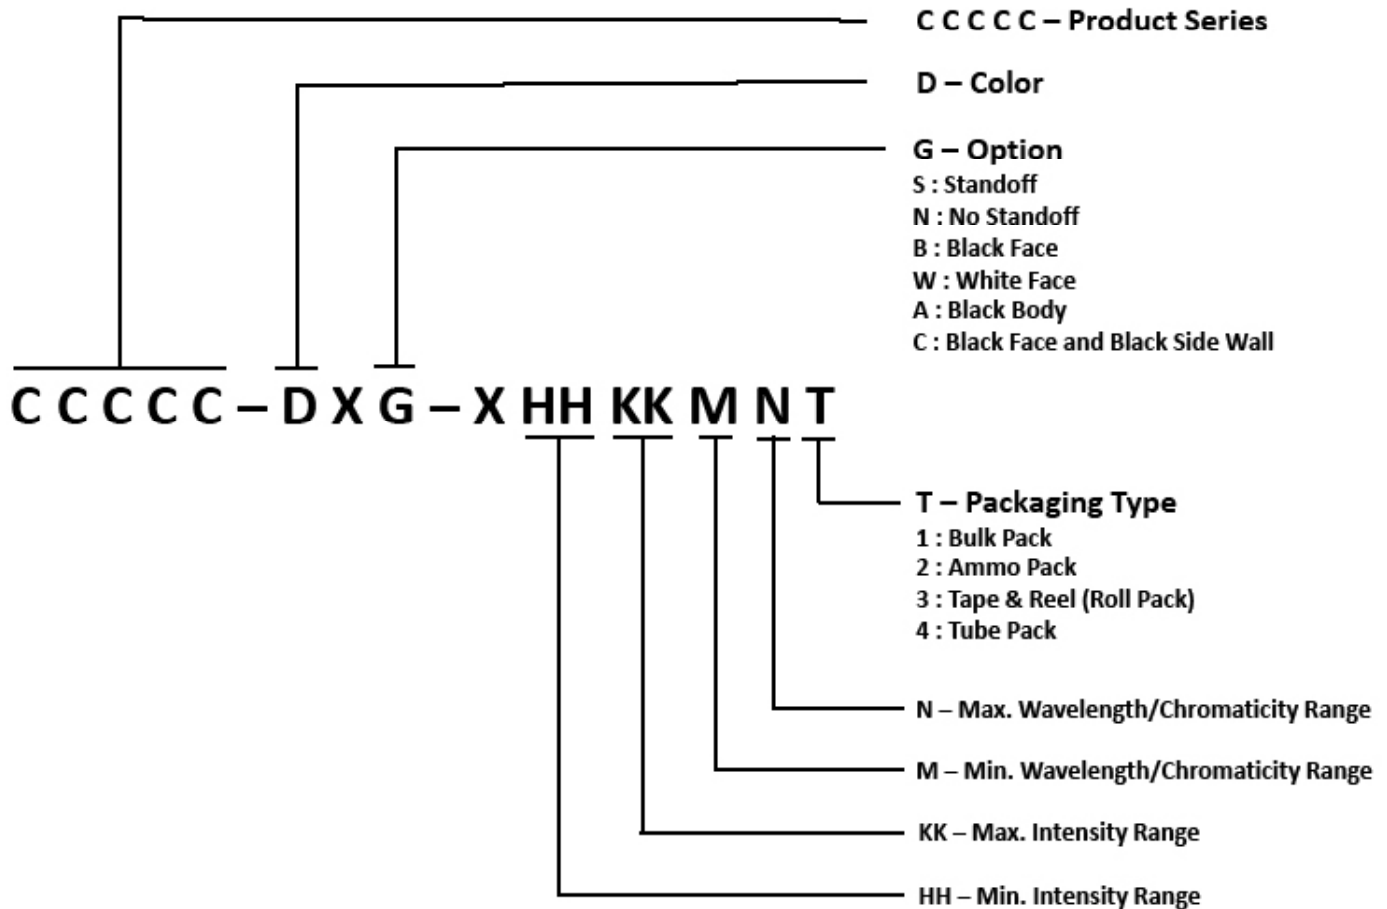 C C C C C – Product Series
D – Color
G – Option
S : Standoff
N : No Standoff
B : Black Face
W : White Face
A : Black Body
C : Black Face and Black Side Wall
C C C C C – D X G – X HH KK M N T
T – Packaging Type
1 : Bulk Pack
2 : Ammo Pack
3 : Tape & Reel (Roll Pack)
4 : Tube Pack
N – Max. Wavelength/Chromaticity Range
M – Min. Wavelength/Chromaticity Range
KK – Max. Intensity Range
HH – Min. Intensity Range